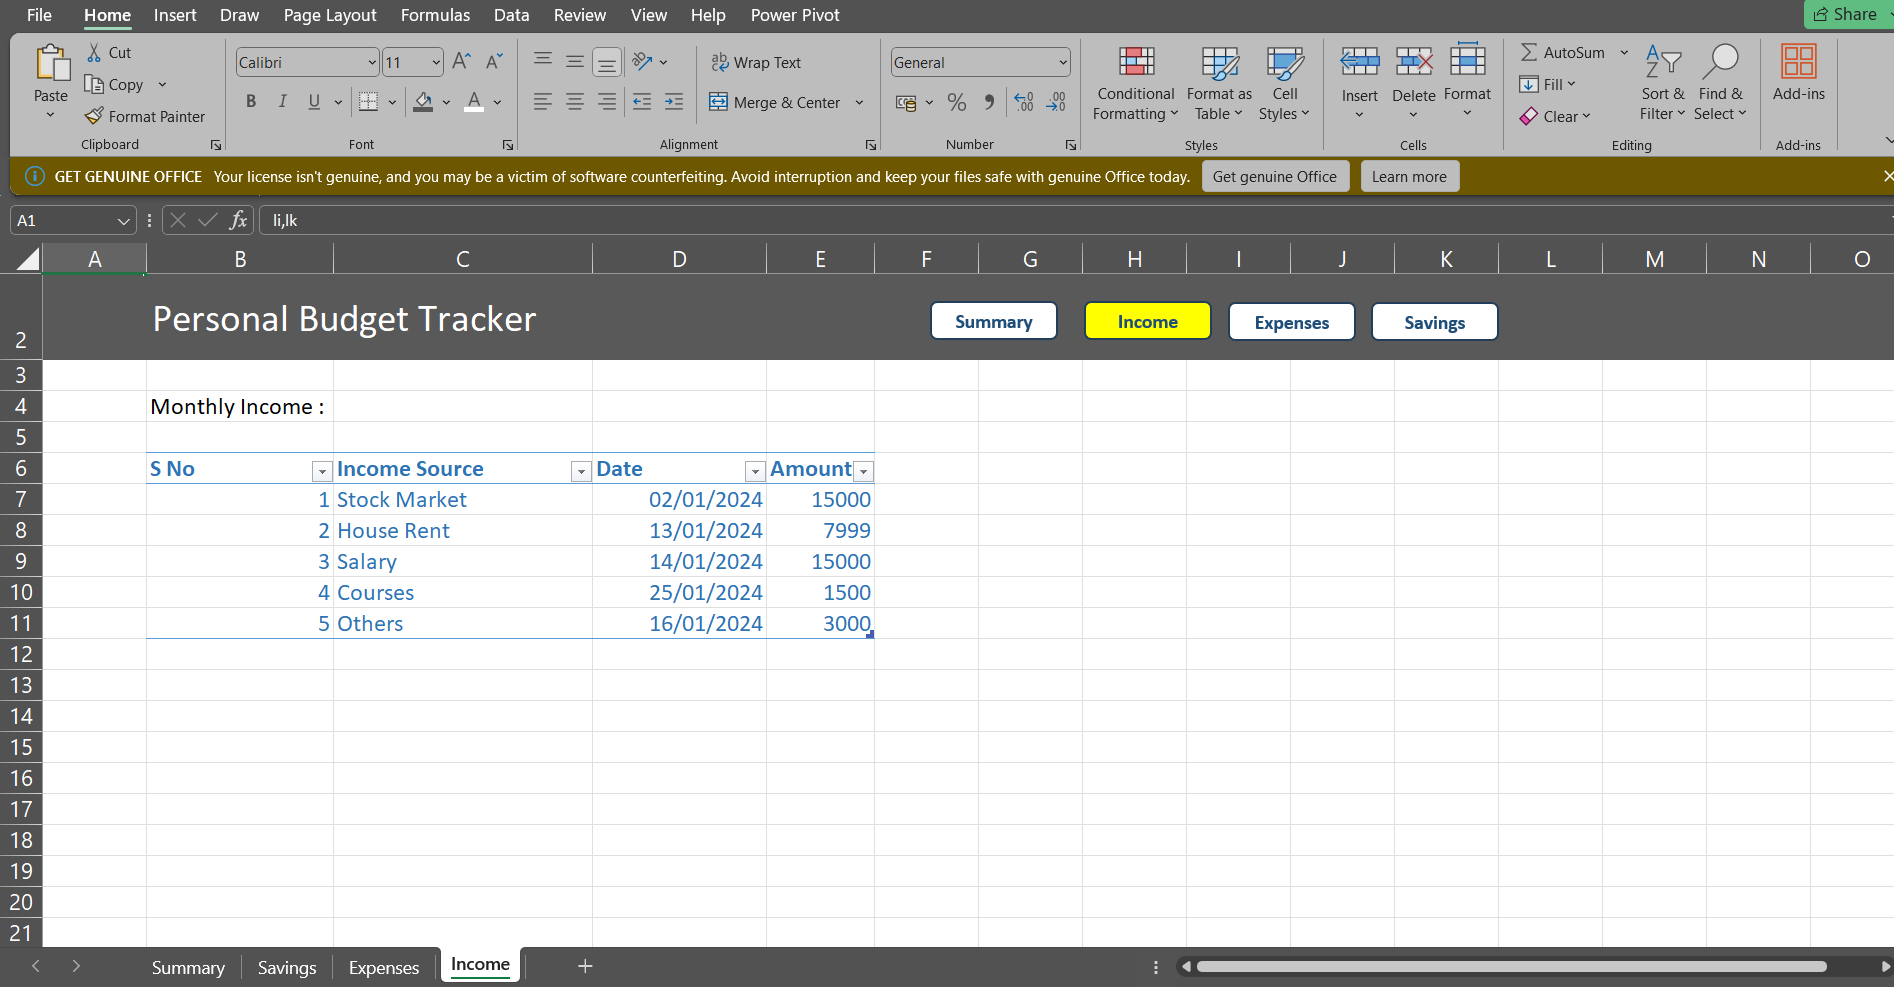 File Home Insert Draw Page Layout Formulas Data Review View Help Power Pivot Share
Paste Cut Copy Format Painter Clipboard
Calibri 11 A A B I U A Font
ab Wrap Text Merge & Center Alignment
General % Number
Conditional Formatting Format as Table Cell Styles Styles
Insert Delete Format Cells
AutoSum Fill Clear Sort & Filter Find & Select Editing
Add-ins Add-ins
GET GENUINE OFFICE Your license isn't genuine, and you may be a victim of software counterfeiting. Avoid interruption and keep your files safe with genuine Office today. Get genuine Office Learn more
A1 fx li,lk
A B C D E F G H I J K L M N O
2 Personal Budget Tracker Summary Income Expenses Savings
3
4 Monthly Income :
5
6 S No Income Source Date Amount
7 1 Stock Market 02/01/2024 15000
8 2 House Rent 13/01/2024 7999
9 3 Salary 14/01/2024 15000
10 4 Courses 25/01/2024 1500
11 5 Others 16/01/2024 3000
12
13
14
15
16
17
18
19
20
21
Summary Savings Expenses Income